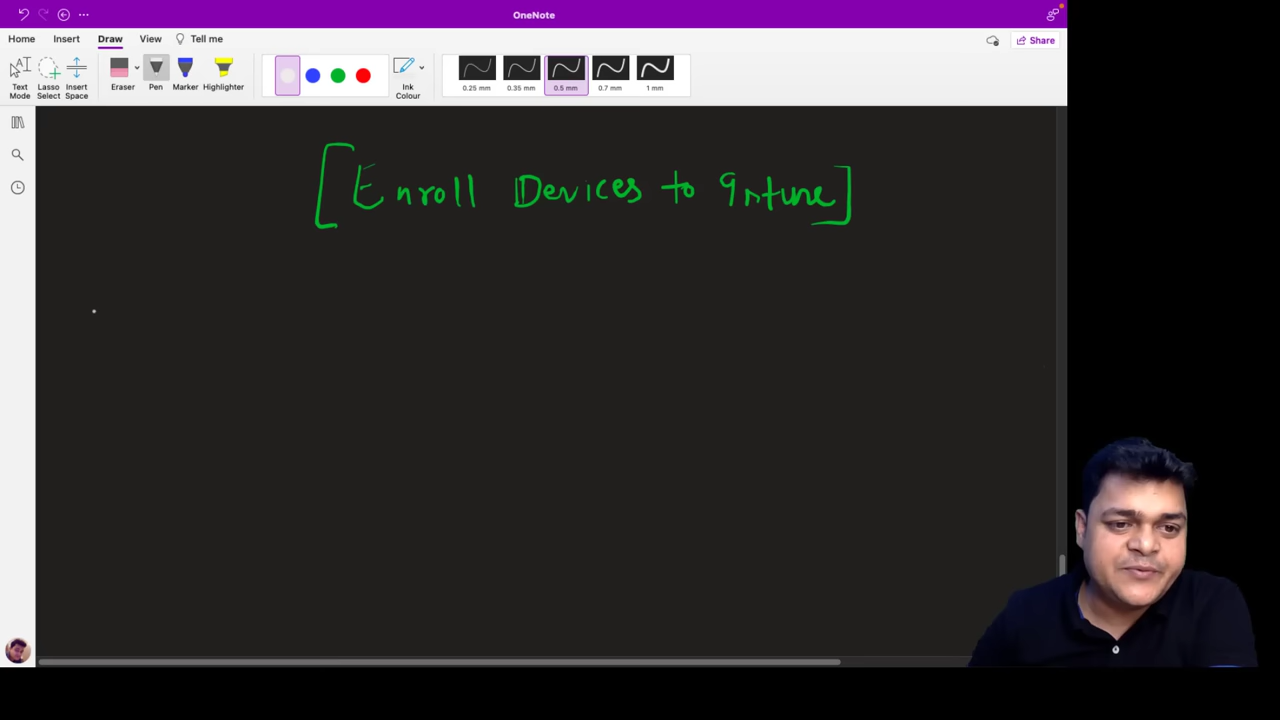 OneNote
Home Insert Draw View Tell me
Share
Text Mode
Lasso Select
Insert Space
Eraser
Pen
Marker
Highlighter
Ink Colour
0.25 mm
0.35 mm
0.5 mm
0.7 mm
1 mm
[Enroll Devices to Intune]